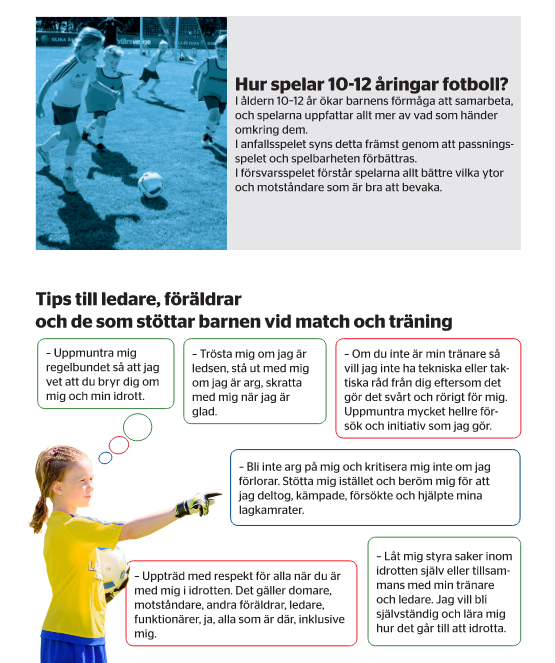 Hur spelar 10-12 åringar fotboll?
I åldern 10–12 år ökar barnens förmåga att samarbeta,
och spelarna uppfattar allt mer av vad som händer
omkring dem.
I anfallsspelet syns detta främst genom att passnings-
spelet och spelbarheten förbättras.
I försvarsspelet förstår spelarna allt bättre vilka ytor
och motståndare som är bra att bevaka.
Tips till ledare, föräldrar
och de som stöttar barnen vid match och träning
– Uppmuntra mig
regelbundet så att jag
vet att du bryr dig om
mig och min idrott.
– Trösta mig om jag är
ledsen, stå ut med mig
om jag är arg, skratta
med mig när jag är
glad.
– Om du inte är min tränare så
vill jag inte ha tekniska eller tak-
tiska råd från dig eftersom det
gör det svårt och rörigt för mig.
Uppmuntra mycket hellre för-
sök och initiativ som jag gör.
– Bli inte arg på mig och kritisera mig inte om jag
förlorar. Stötta mig istället och beröm mig för att
jag deltog, kämpade, försökte och hjälpte mina
lagkamrater.
– Uppträd med respekt för alla när du är
med mig i idrotten. Det gäller domare,
motståndare, andra föräldrar, ledare,
funktionärer, ja, alla som är där, inklusive
mig.
– Låt mig styra saker inom
idrotten själv eller tillsam-
mans med min tränare
och ledare. Jag vill bli
självständig och lära mig
hur det går till att idrotta.